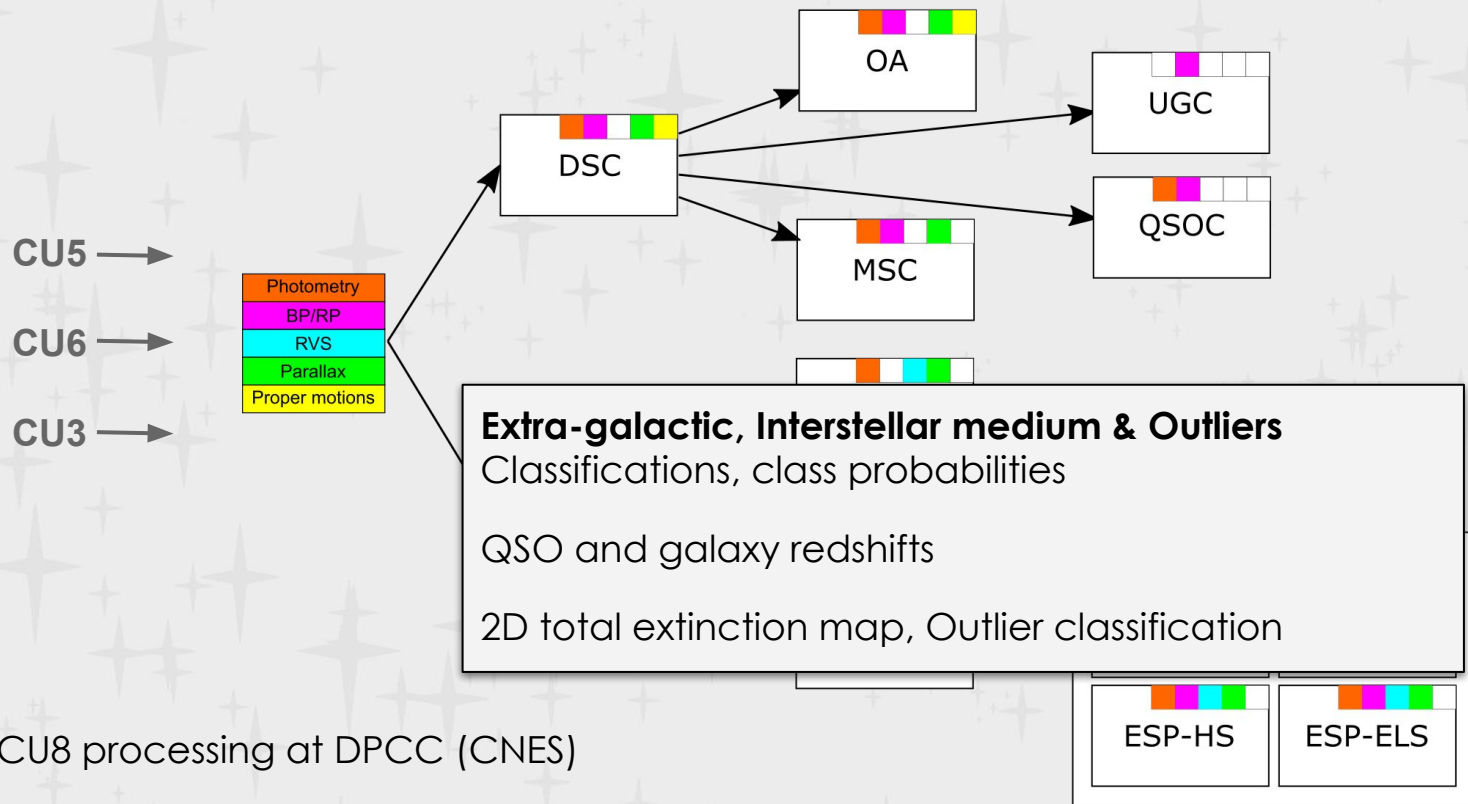 OA
UGC
DSC
QSOC
MSC
CU5
CU6
CU3
Photometry
BP/RP
RVS
Parallax
Proper motions
Extra-galactic, Interstellar medium & Outliers
Classifications, class probabilities
QSO and galaxy redshifts
2D total extinction map, Outlier classification
ESP-HS
ESP-ELS
CU8 processing at DPCC (CNES)